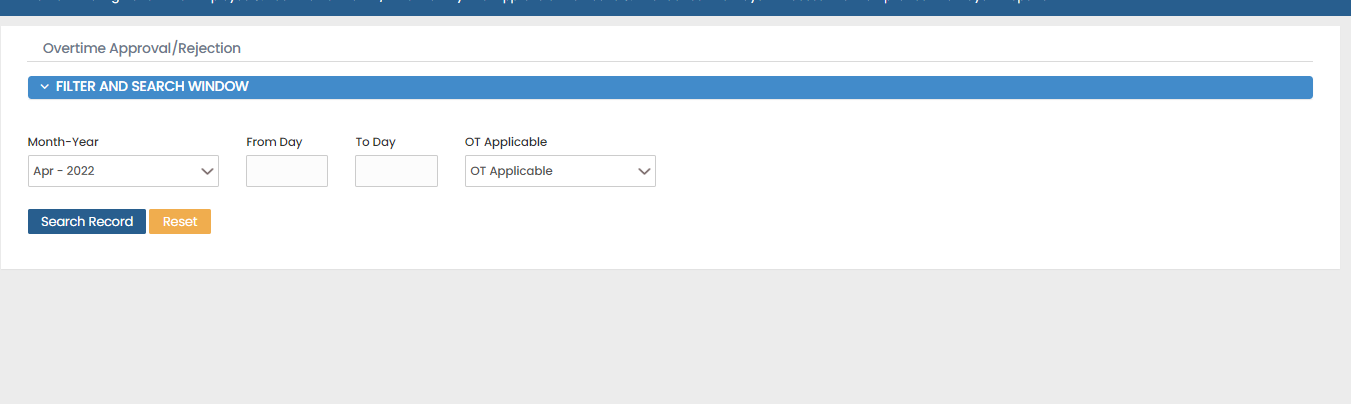 Overtime Approval/Rejection
FILTER AND SEARCH WINDOW
Month-Year From Day To Day OT Applicable
Apr - 2022 OT Applicable
Search Record Reset